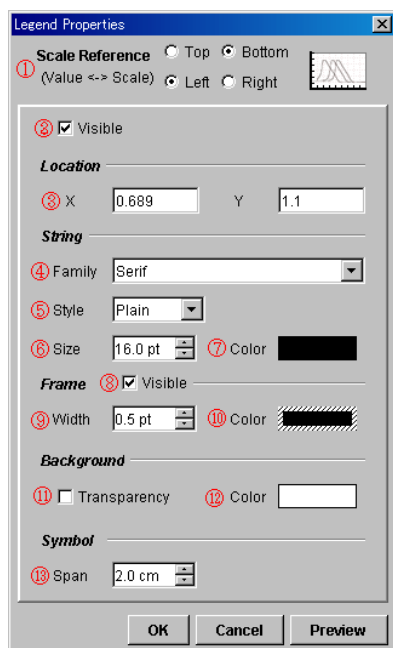 Legend Properties
① Scale Reference Top Bottom
(Value <-> Scale) Left Right
② Visible
Location
③ X 0.689 Y 1.1
String
④ Family Serif
⑤ Style Plain
⑥ Size 16.0 pt ⑦ Color
Frame ⑧ Visible
⑨ Width 0.5 pt ⑩ Color
Background
⑪ Transparency ⑫ Color
Symbol
⑬ Span 2.0 cm
OK Cancel Preview